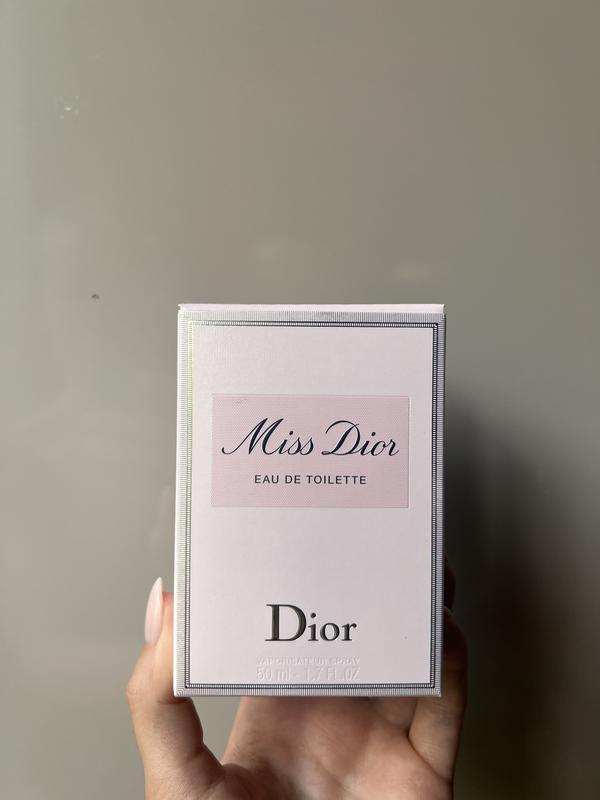 Miss Dior
EAU DE TOILETTE
Dior
VAPORISATEUR SPRAY
50 ml - 1.7 FL.OZ